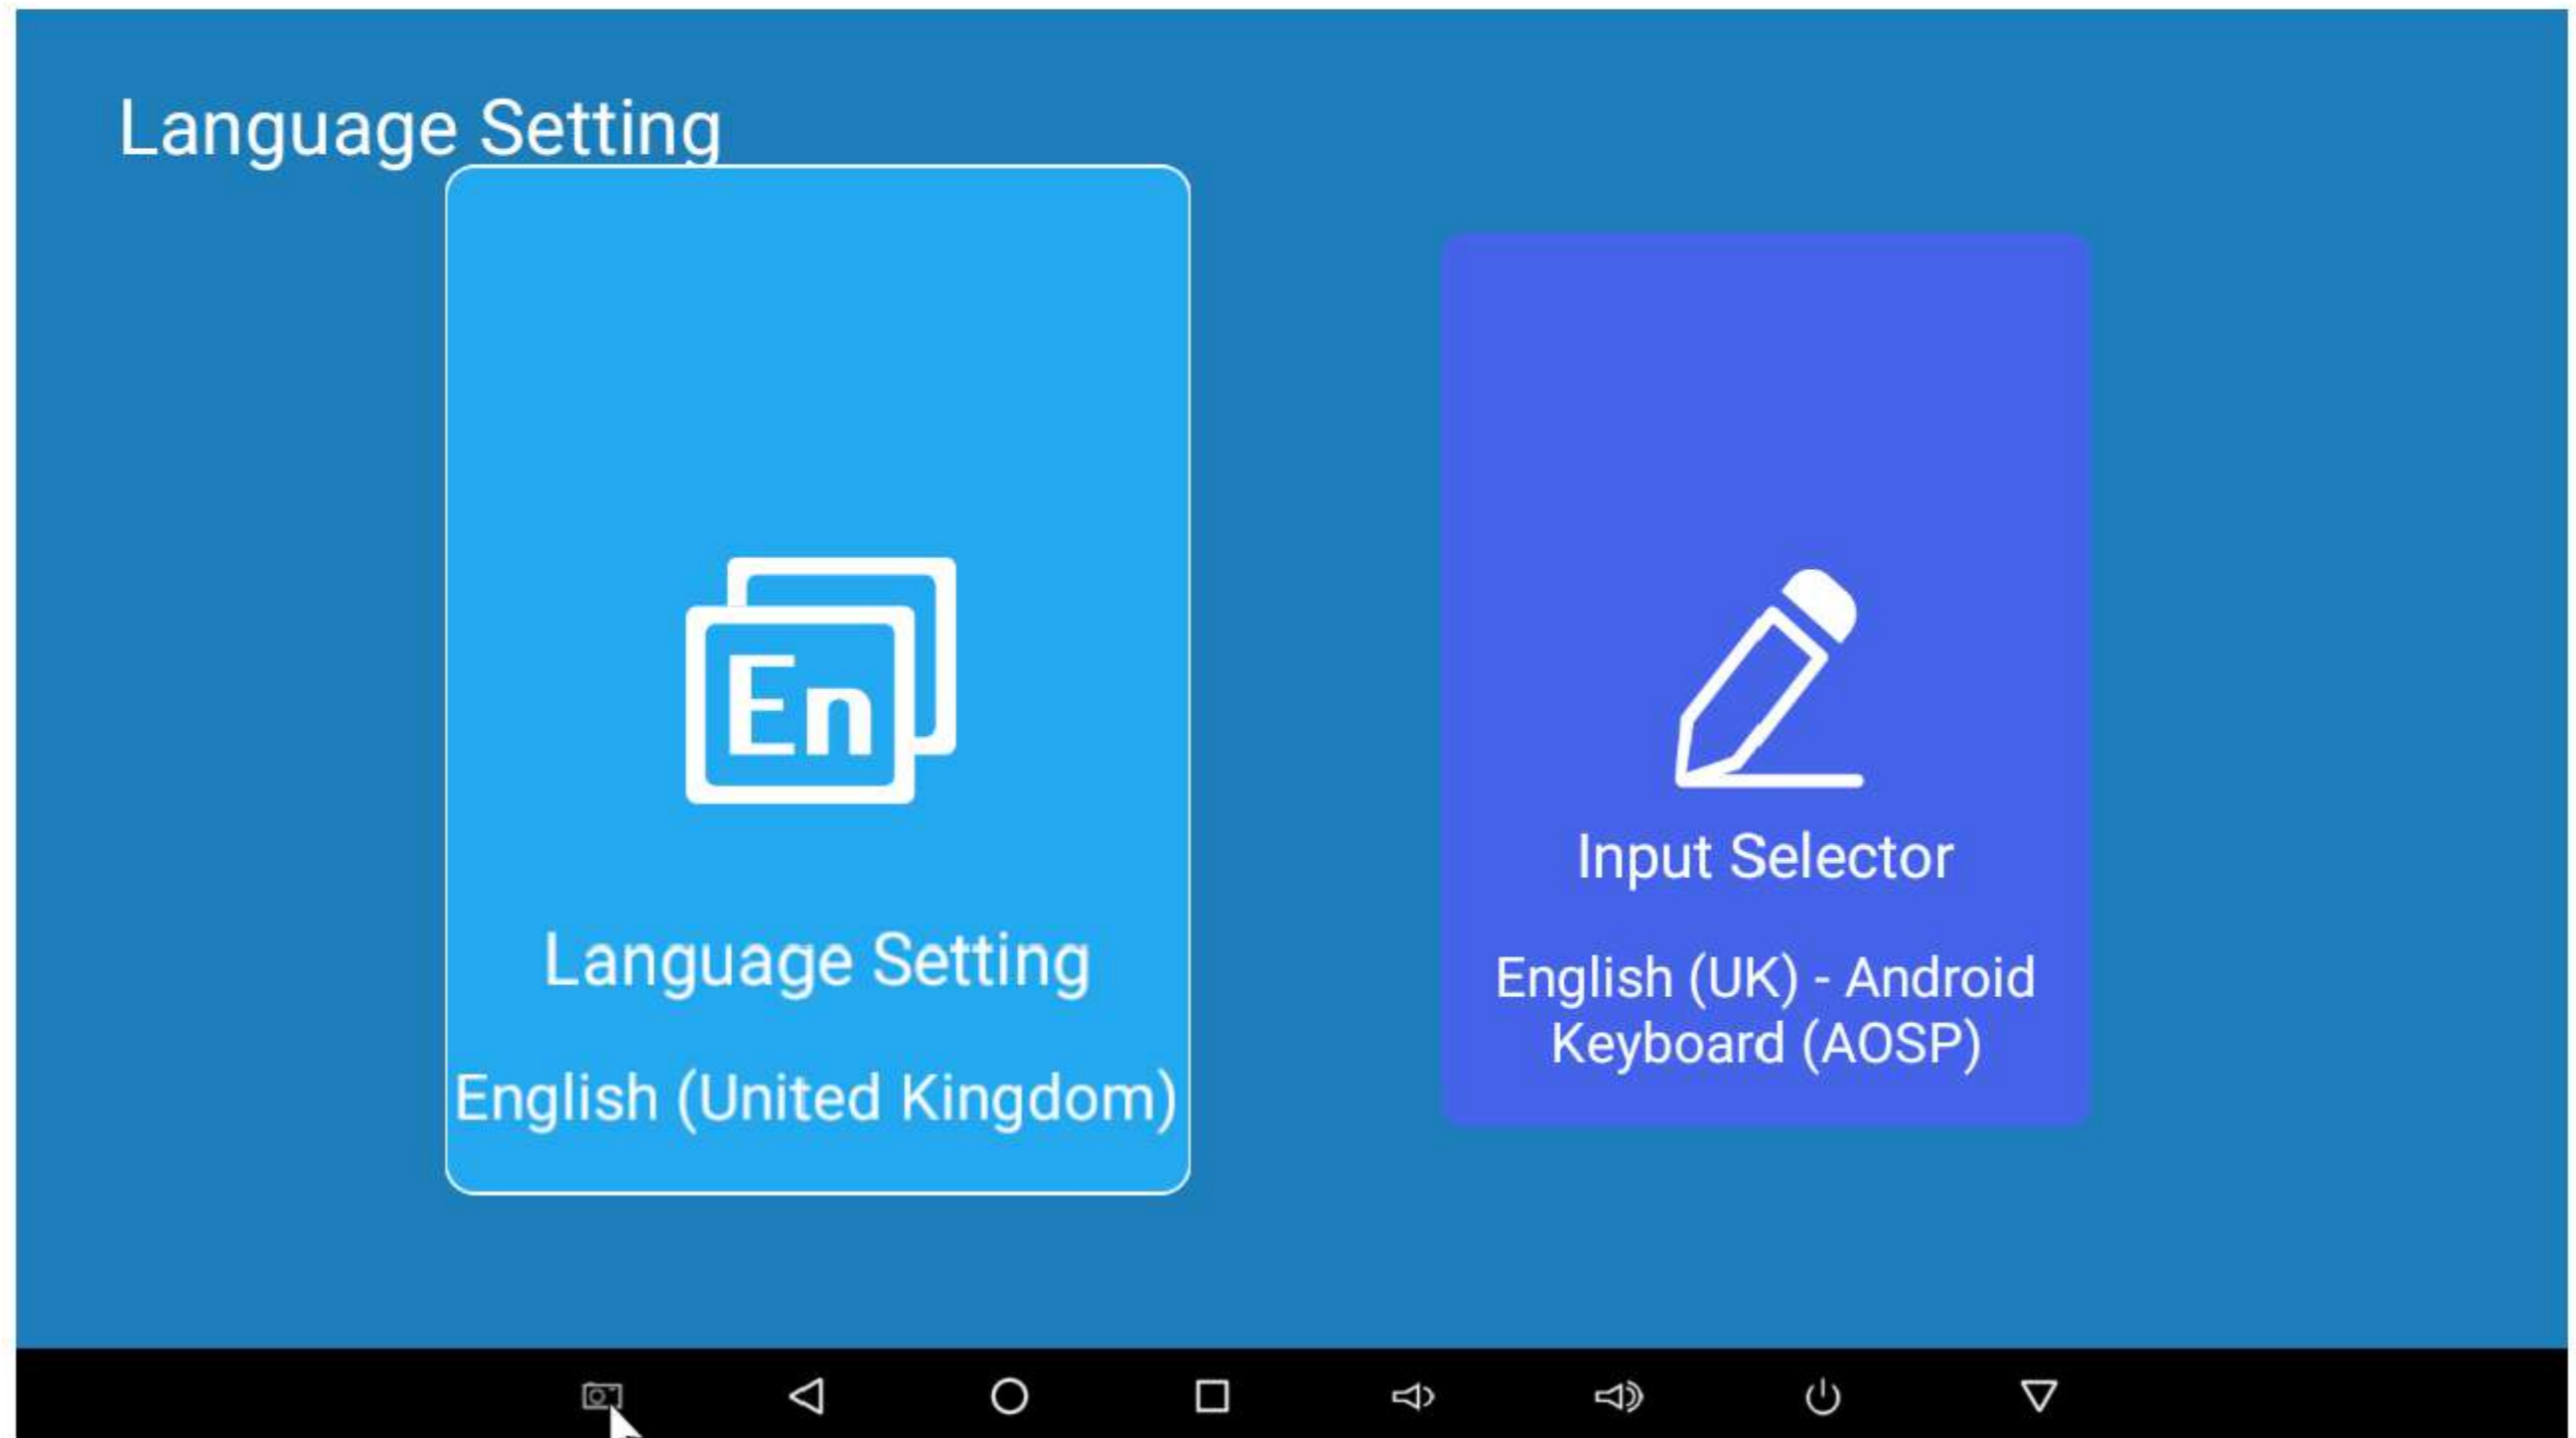 Language Setting
En
Language Setting
English (United Kingdom)
Input Selector
English (UK) - Android
Keyboard (AOSP)